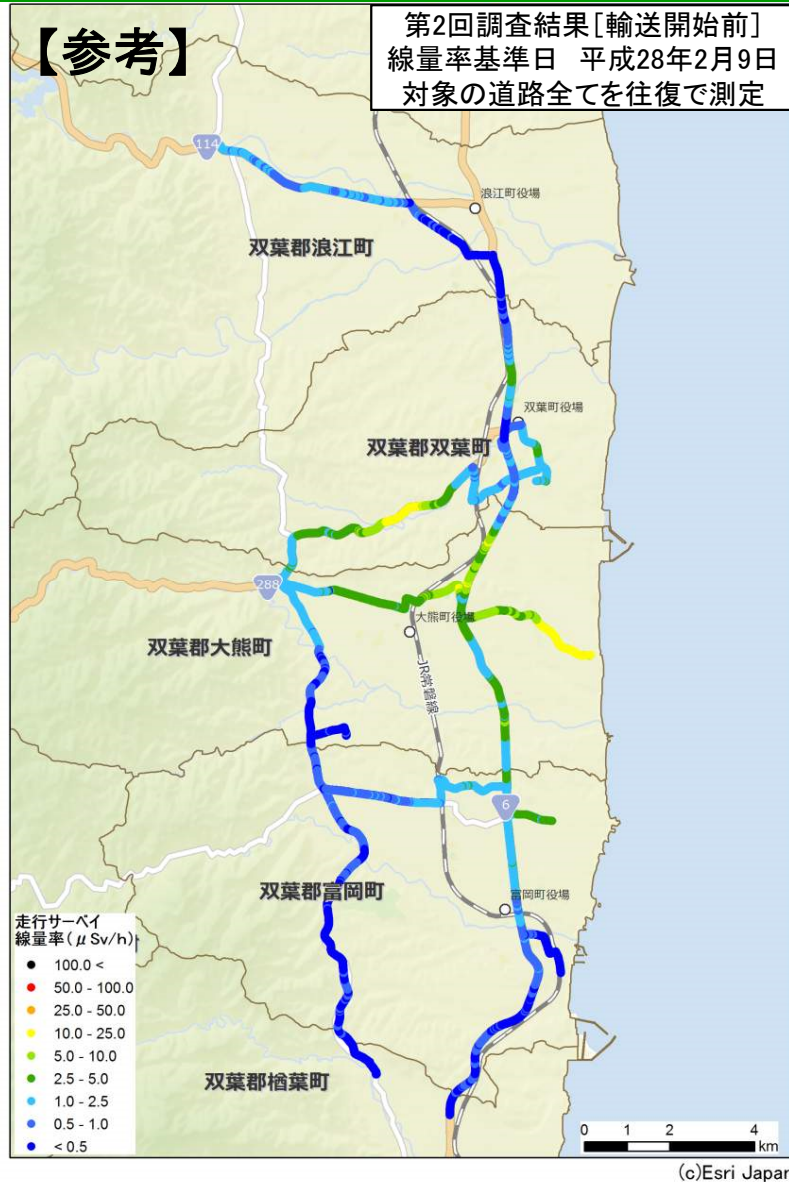 【参考】
第2回調査結果［輸送開始前］
線量率基準日　平成28年2月9日
対象の道路全てを往復で測定
114
浪江町役場
双葉郡浪江町
双葉町役場
双葉郡双葉町
288
大熊町役場
双葉郡大熊町
JR常磐線
6
双葉郡富岡町
富岡町役場
走行サーベイ
線量率(μSv/h)
100.0 <
50.0 - 100.0
25.0 - 50.0
10.0 - 25.0
5.0 - 10.0
2.5 - 5.0
1.0 - 2.5
0.5 - 1.0
< 0.5
双葉郡楢葉町
0 1 2 4
km
(c)Esri Japan